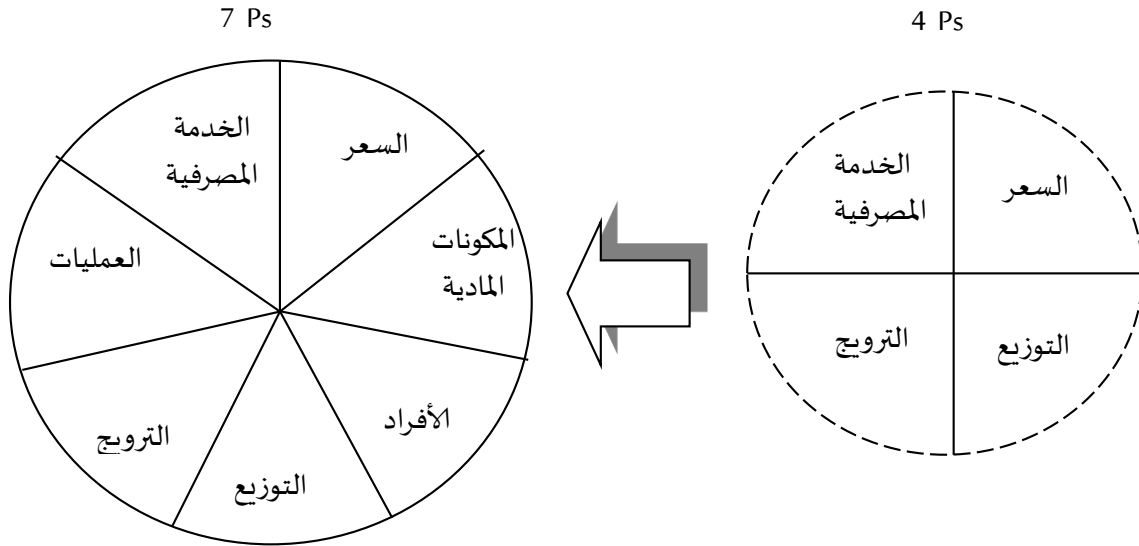 4 Ps
السعر
الخدمة
المصرفية
التوزيع
الترويج
7 Ps
السعر
الخدمة
المصرفية
المكونات
المادية
العمليات
الأفراد
الترويج
التوزيع